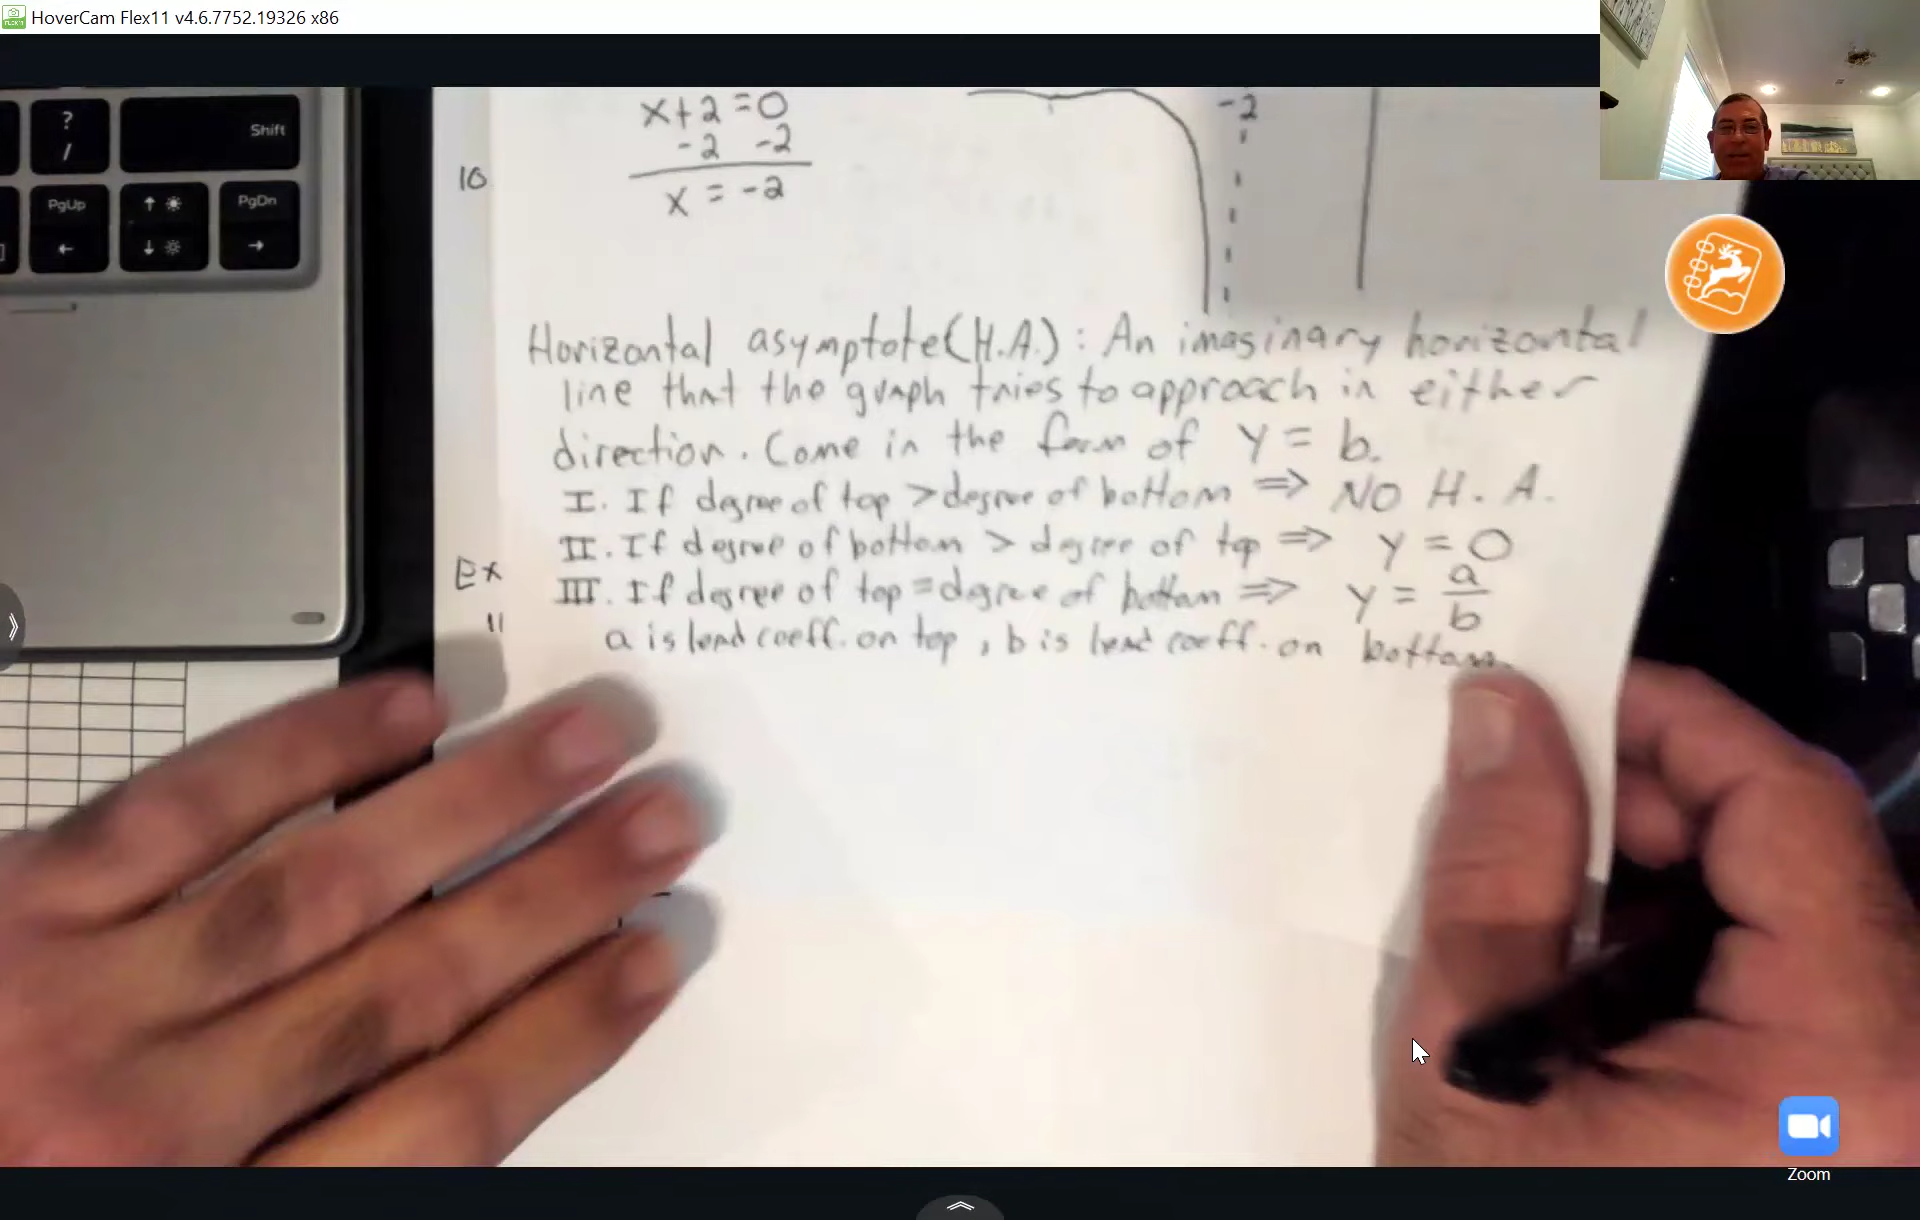 HoverCam Flex11 v4.6.7752.19326 x86
?
/
Shift
PgUp
PgDn
x+2=0
-2 -2
x = -2
-2
10
Horizontal asymptote(H.A.): An imaginary horizontal
line that the graph tries to approach in either
direction. Come in the form of y = b.
I. If degree of top > degree of bottom ⇒ NO H.A.
II. If degree of bottom > degree of top ⇒ y = 0
Ex
III. If degree of top = degree of bottom ⇒ y = a/b
11
a is lead coeff. on top, b is lead coeff. on bottom.
Zoom